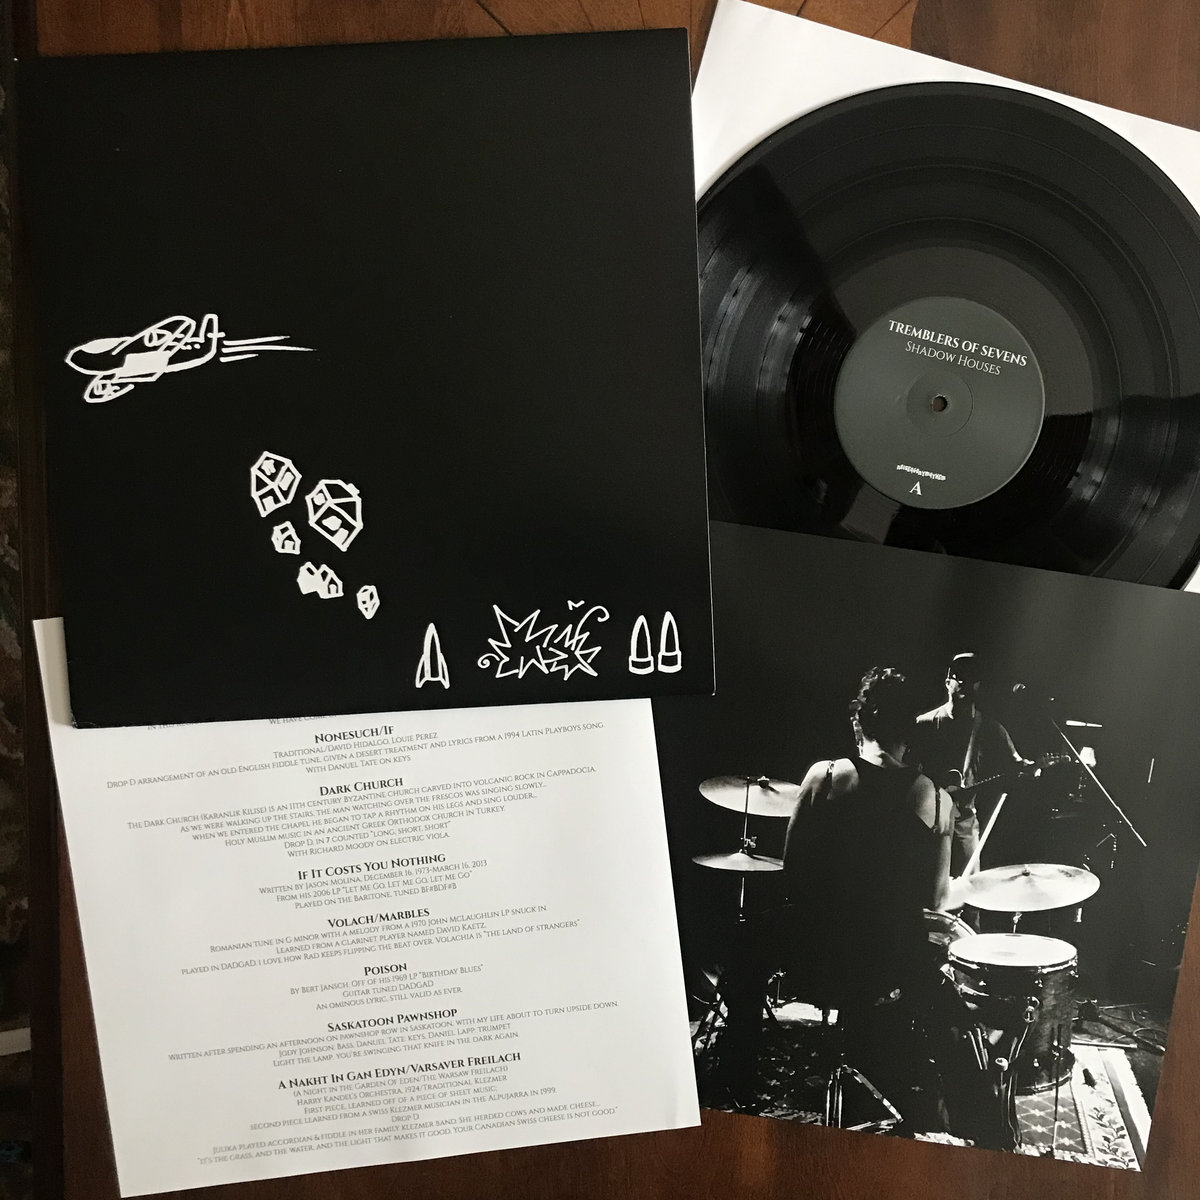 TREMBLERS OF SEVENS
SHADOW HOUSES
A
WE HAVE COME
NONESUCH/IF
TRADITIONAL/DAVID HIDALGO, LOUIE PEREZ
DROP D ARRANGEMENT OF AN OLD ENGLISH FIDDLE TUNE, GIVEN A DESERT TREATMENT AND LYRICS FROM A 1994 LATIN PLAYBOYS SONG.
WITH DANUEL TATE ON KEYS
DARK CHURCH
THE DARK CHURCH (KARANLIK KILISE) IS AN 11TH CENTURY BYZANTINE CHURCH CARVED INTO VOLCANIC ROCK IN CAPPADOCIA.
AS WE WERE WALKING UP THE STAIRS, THE MAN WATCHING OVER THE FRESCOS WAS SINGING SLOWLY...
WHEN WE ENTERED THE CHAPEL HE BEGAN TO TAP A RHYTHM ON HIS LEGS AND SING LOUDER...
HOLY MUSLIM MUSIC IN AN ANCIENT GREEK ORTHODOX CHURCH IN TURKEY.
DROP D, IN 7 COUNTED "LONG, SHORT, SHORT"
WITH RICHARD MOODY ON ELECTRIC VIOLA.
IF IT COSTS YOU NOTHING
WRITTEN BY JASON MOLINA, DECEMBER 16, 1973-MARCH 16, 2013
FROM HIS 2006 LP "LET ME GO, LET ME GO, LET ME GO"
PLAYED ON THE BARITONE, TUNED BF#BDF#B
VOLACH/MARBLES
ROMANIAN TUNE IN G MINOR WITH A MELODY FROM A 1970 JOHN MCLAUGHLIN LP SNUCK IN.
LEARNED FROM A CLARINET PLAYER NAMED DAVID KAETZ.
PLAYED IN DADGAD. I LOVE HOW RAD KEEPS FLIPPING THE BEAT OVER. VOLACHIA IS "THE LAND OF STRANGERS"
POISON
BY BERT JANSCH, OFF OF HIS 1969 LP "BIRTHDAY BLUES"
GUITAR TUNED DADGAD
AN OMINOUS LYRIC, STILL VALID AS EVER.
SASKATOON PAWNSHOP
WRITTEN AFTER SPENDING AN AFTERNOON ON PAWNSHOP ROW IN SASKATOON, WITH MY LIFE ABOUT TO TURN UPSIDE DOWN.
JODY JOHNSON: BASS, DANUEL TATE: KEYS, DANIEL LAPP: TRUMPET
LIGHT THE LAMP, YOU'RE SWINGING THAT KNIFE IN THE DARK AGAIN.
A NAKHT IN GAN EDYN/VARSAVER FREILACH
(A NIGHT IN THE GARDEN OF EDEN/THE WARSAW FREILACH)
HARRY KANDEL'S ORCHESTRA, 1924/TRADITIONAL KLEZMER
FIRST PIECE, LEARNED OFF OF A PIECE OF SHEET MUSIC;
SECOND PIECE LEARNED FROM A SWISS KLEZMER MUSICIAN IN THE ALPUJARRA IN 1999.
DROP D
JULIKA PLAYED ACCORDIAN & FIDDLE IN HER FAMILY KLEZMER BAND. SHE HERDED COWS AND MADE CHEESE...
"IT'S THE GRASS, AND THE WATER, AND THE LIGHT THAT MAKES IT GOOD. YOUR CANADIAN SWISS CHEESE IS NOT GOOD."